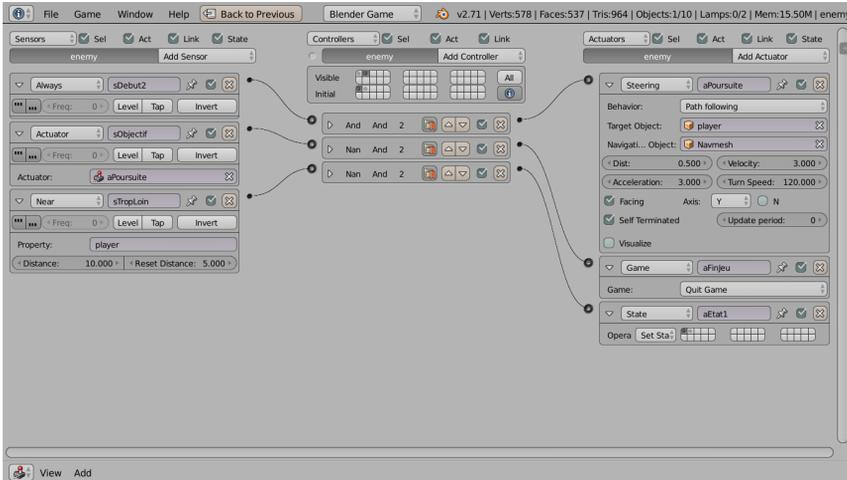 File Game Window Help Back to Previous Blender Game v2.71 | Verts:578 | Faces:537 | Tris:964 | Objects:1/10 | Lamps:0/2 | Mem:15.50M | enemy
Sensors Sel Act Link State
enemy Add Sensor
Always sDebut2
Freq: 0 Level Tap Invert
Actuator sObjectif
Freq: 0 Level Tap Invert
Actuator: aPoursuite
Near sTropLoin
Freq: 0 Level Tap Invert
Property: player
Distance: 10.000 Reset Distance: 5.000
Controllers Sel Act Link
enemy Add Controller
Visible All
Initial
And And 2
Nan And 2
Nan And 2
Actuators Sel Act Link State
enemy Add Actuator
Steering aPoursuite
Behavior: Path following
Target Object: player
Navigati... Object: Navmesh
Dist: 0.500 Velocity: 3.000
Acceleration: 3.000 Turn Speed: 120.000
Facing Axis: Y N
Self Terminated Update period: 0
Visualize
Game aFinJeu
Game: Quit Game
State aEtat1
Opera Set Sta
View Add